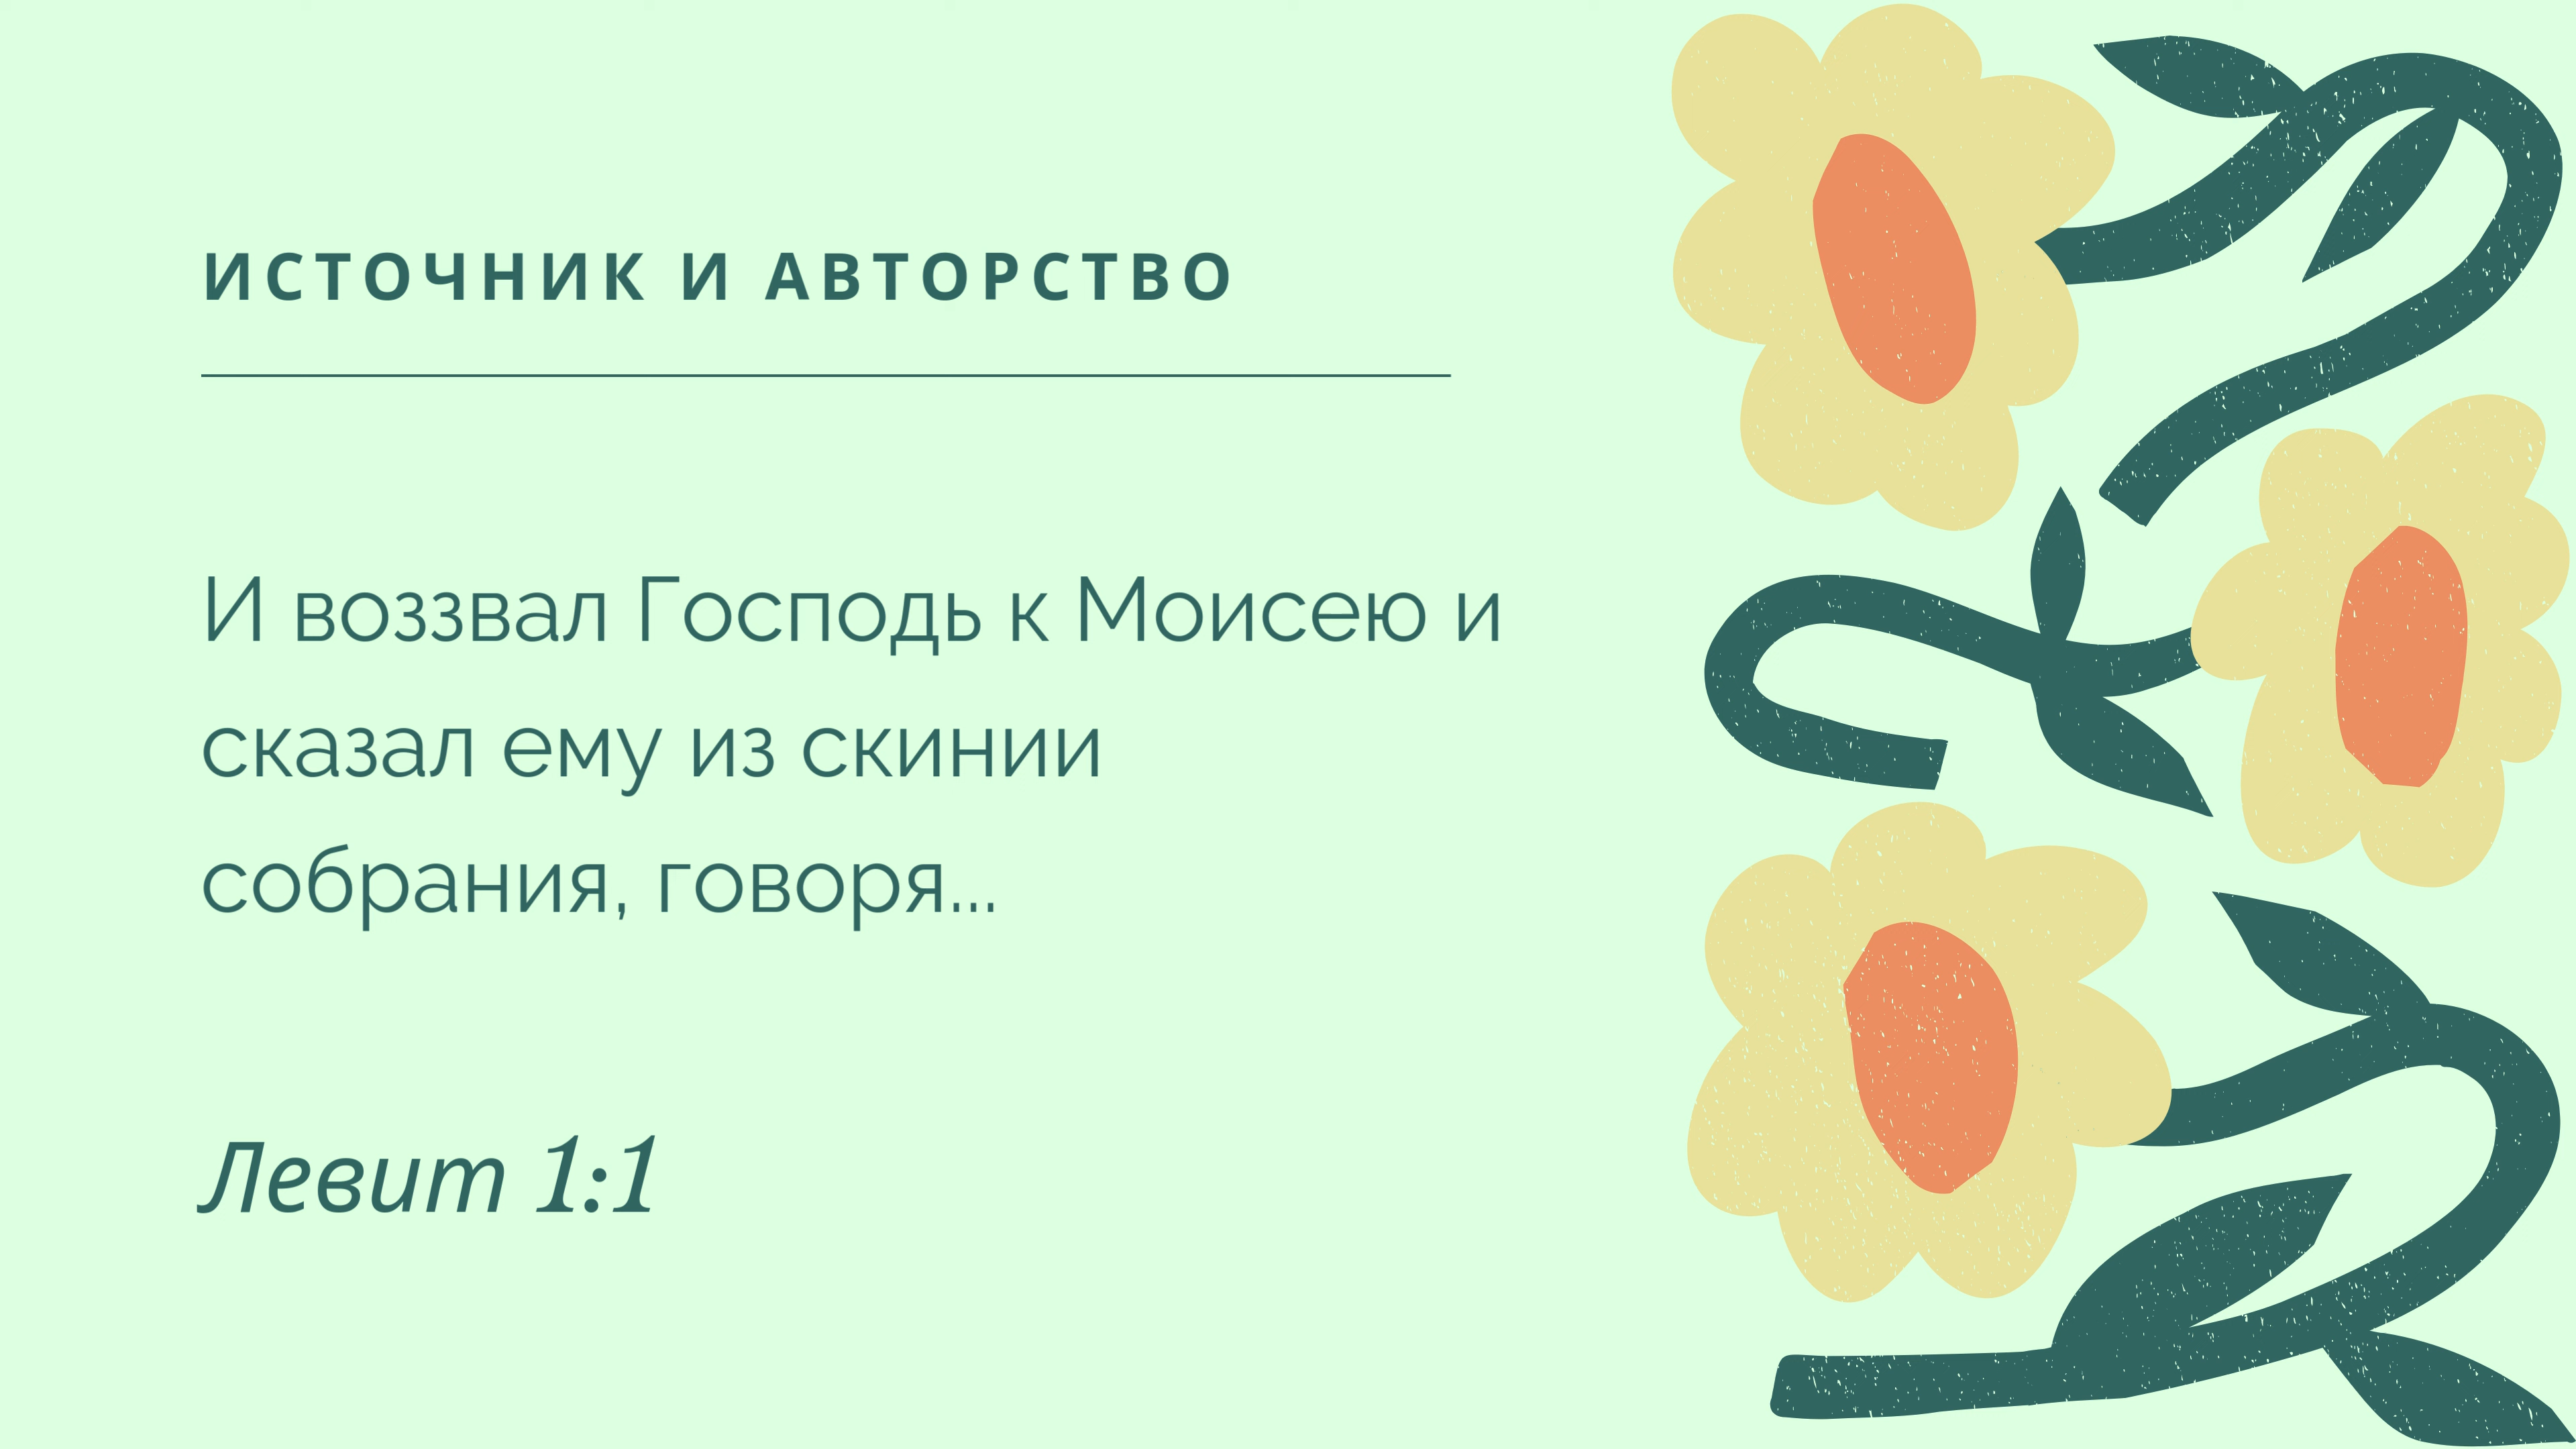 ИСТОЧНИК И АВТОРСТВО
И воззвал Господь к Моисею и
сказал ему из скинии
собрания, говоря...
Левит 1:1